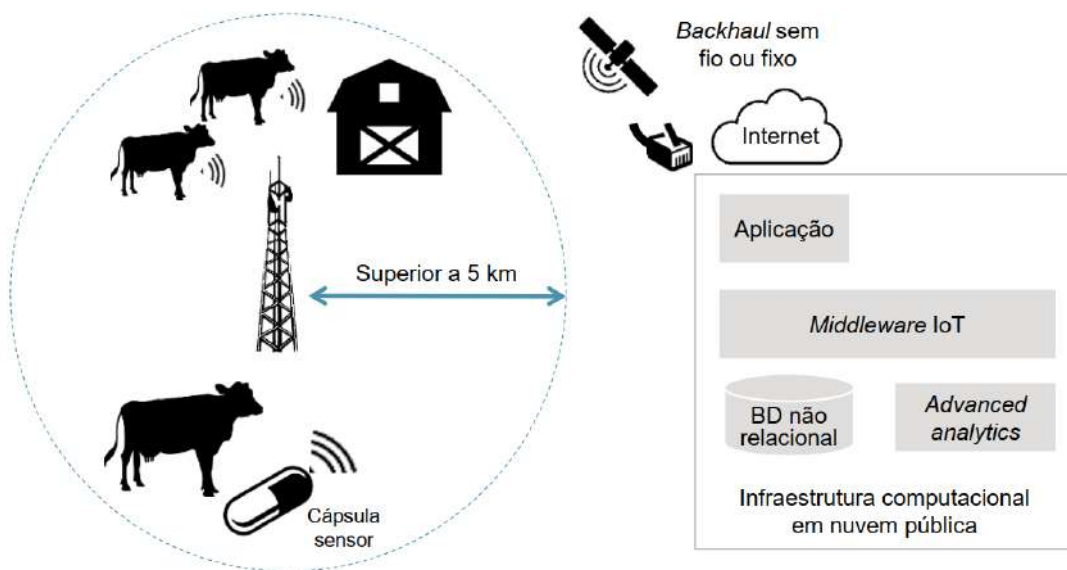 Backhaul sem
fio ou fixo
Internet
Superior a 5 km
Cápsula
sensor
Aplicação
Middleware IoT
BD não
relacional
Advanced
analytics
Infraestrutura computacional
em nuvem pública